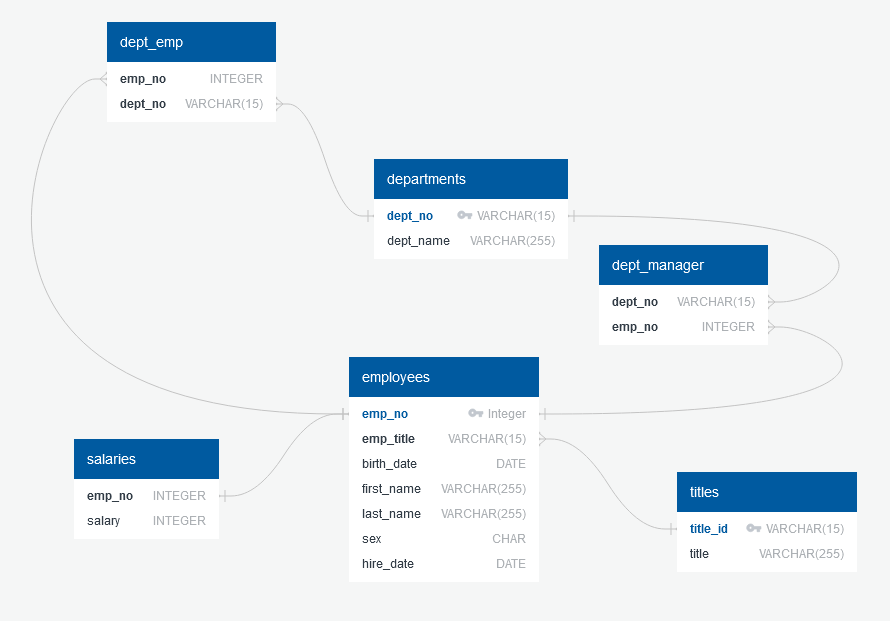 dept_emp
emp_no INTEGER
dept_no VARCHAR(15)
departments
dept_no VARCHAR(15)
dept_name VARCHAR(255)
dept_manager
dept_no VARCHAR(15)
emp_no INTEGER
employees
emp_no Integer
emp_title VARCHAR(15)
birth_date DATE
first_name VARCHAR(255)
last_name VARCHAR(255)
sex CHAR
hire_date DATE
salaries
emp_no INTEGER
salary INTEGER
titles
title_id VARCHAR(15)
title VARCHAR(255)